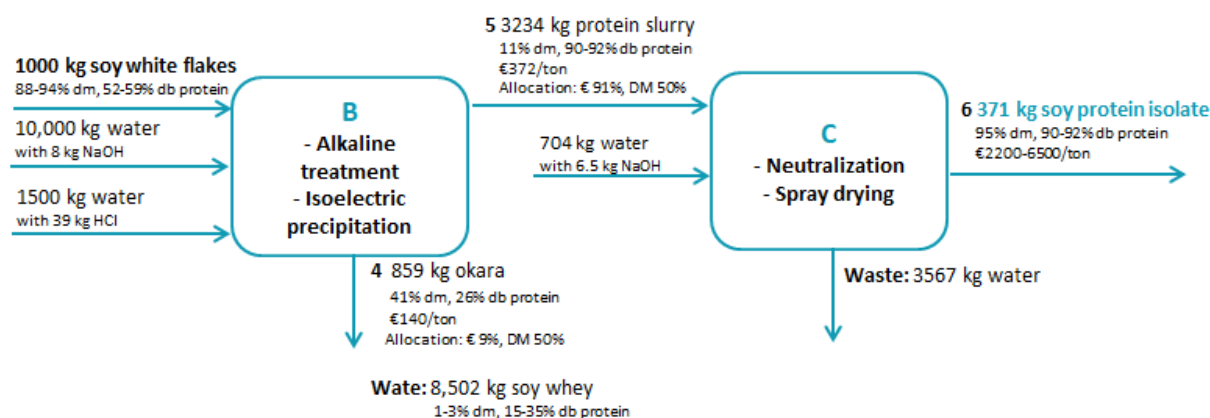 1000 kg soy white flakes
88-94% dm, 52-59% db protein
10,000 kg water
with 8 kg NaOH
1500 kg water
with 39 kg HCl
B
- Alkaline
treatment
- Isoelectric
precipitation
5 3234 kg protein slurry
11% dm, 90-92% db protein
€372/ton
Allocation: € 91%, DM 50%
704 kg water
with 6.5 kg NaOH
4 859 kg okara
41% dm, 26% db protein
€140/ton
Allocation: € 9%, DM 50%
Wate: 8,502 kg soy whey
1-3% dm, 15-35% db protein
C
- Neutralization
- Spray drying
6 371 kg soy protein isolate
95% dm, 90-92% db protein
€2200-6500/ton
Waste: 3567 kg water